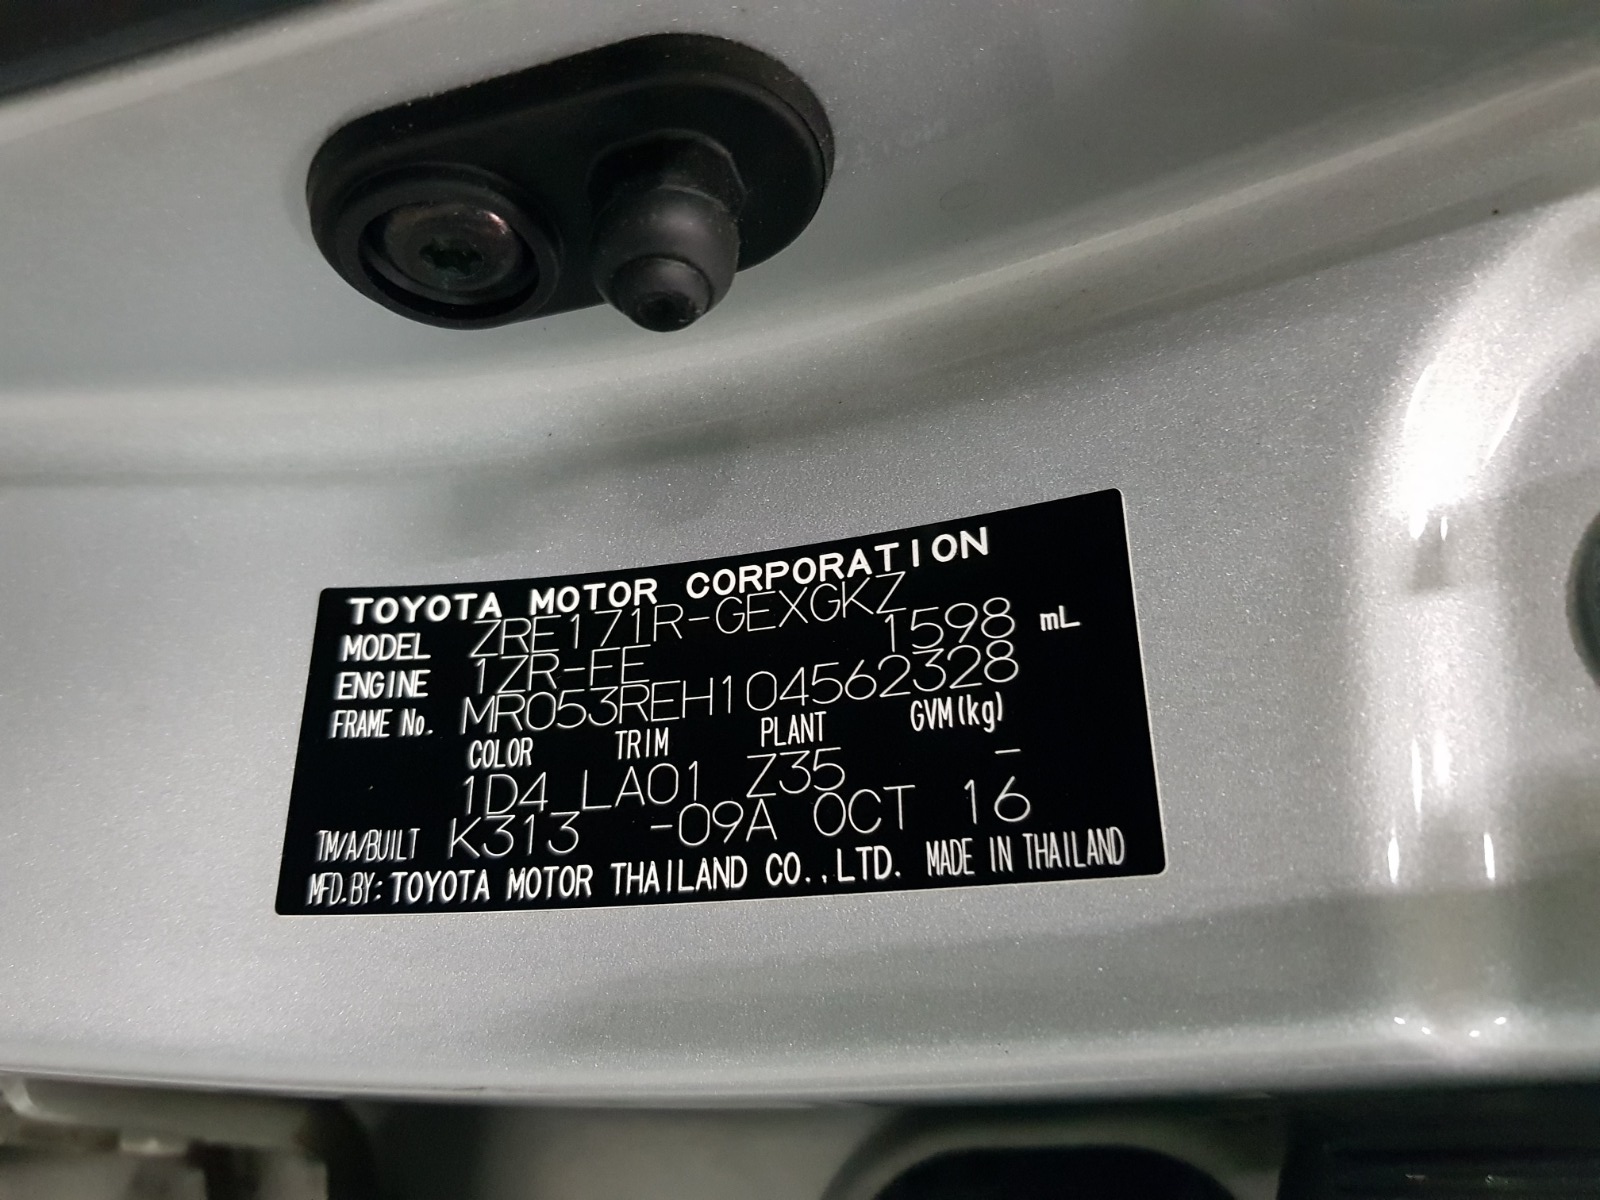 TOYOTA MOTOR CORPORATION
MODEL ZRE171R-GEXGKZ
ENGINE 1ZR-FE 1598 mL
FRAME No. MR053REH104562328
COLOR TRIM PLANT GVM(kg)
1D4 LA01 Z35 -
TM/A/BUILT K313 -09A OCT 16
MFD.BY: TOYOTA MOTOR THAILAND CO.,LTD. MADE IN THAILAND